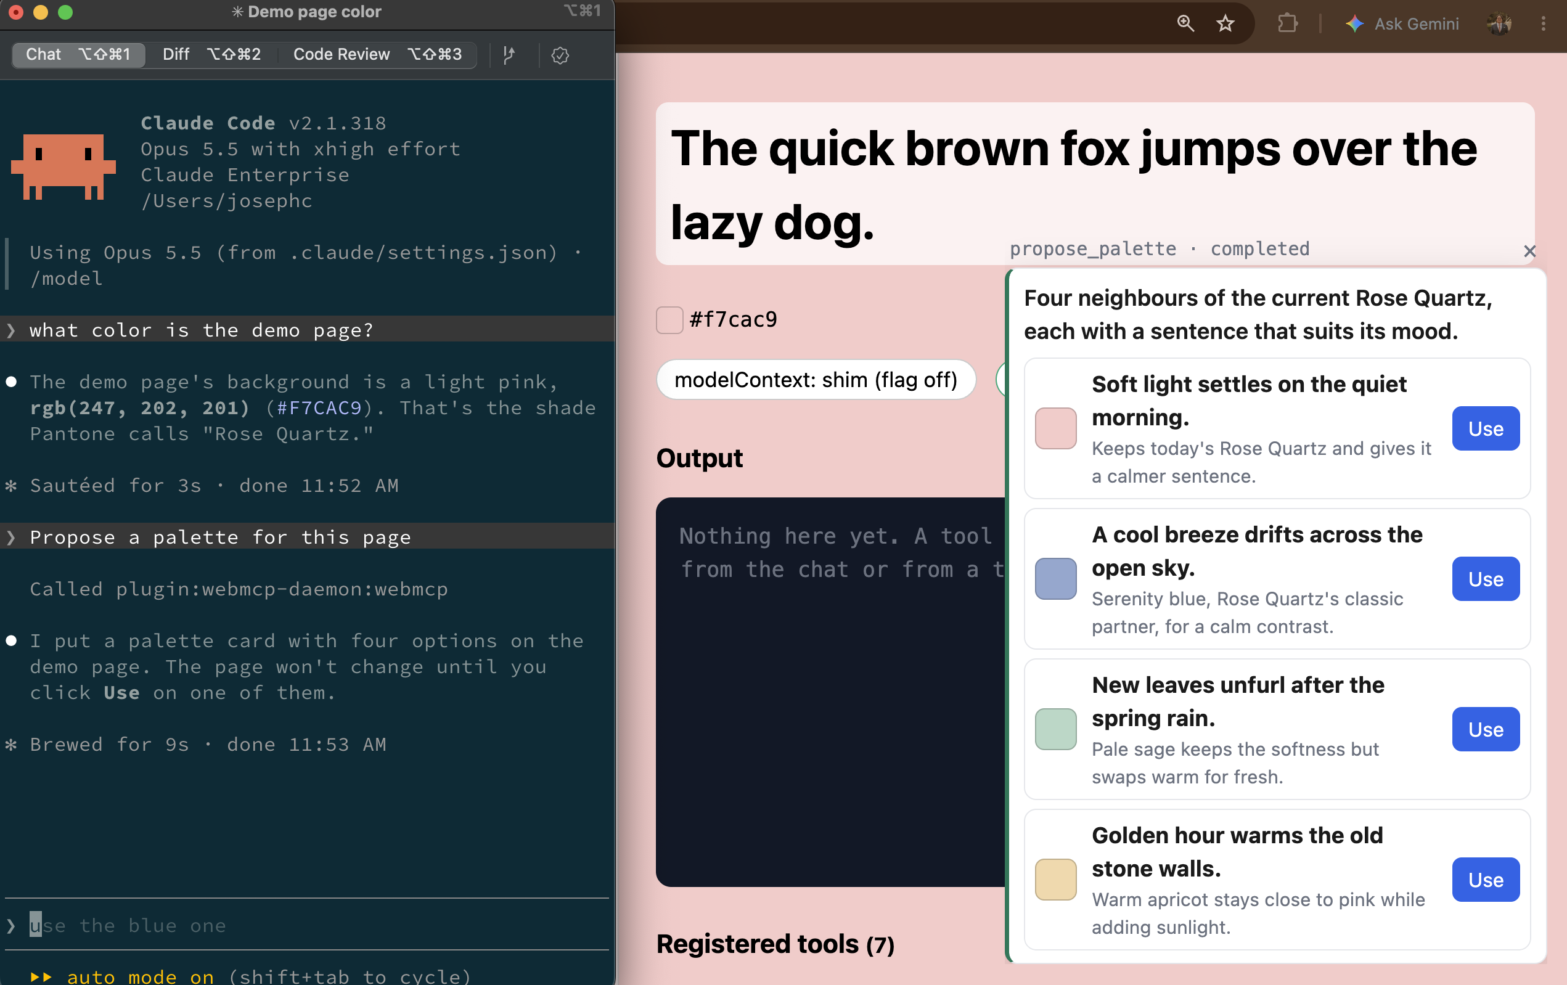 ✳ Demo page color
⌥⌘1
Chat ⌥⇧⌘1
Diff ⌥⇧⌘2
Code Review ⌥⇧⌘3
Claude Code v2.1.318
Opus 5.5 with xhigh effort
Claude Enterprise
/Users/josephc
Using Opus 5.5 (from .claude/settings.json) ·
/model
❯ what color is the demo page?
● The demo page's background is a light pink,
rgb(247, 202, 201) (#F7CAC9). That's the shade
Pantone calls "Rose Quartz."
✻ Sautéed for 3s · done 11:52 AM
❯ Propose a palette for this page
Called plugin:webmcp-daemon:webmcp
● I put a palette card with four options on the
demo page. The page won't change until you
click Use on one of them.
✻ Brewed for 9s · done 11:53 AM
❯ use the blue one
⏵⏵ auto mode on (shift+tab to cycle)
Ask Gemini
The quick brown fox jumps over the
lazy dog.
#f7cac9
modelContext: shim (flag off)
Output
Nothing here yet. A tool
from the chat or from a t
Registered tools (7)
propose_palette · completed
×
Four neighbours of the current Rose Quartz,
each with a sentence that suits its mood.
Soft light settles on the quiet
morning.
Keeps today's Rose Quartz and gives it
a calmer sentence.
Use
A cool breeze drifts across the
open sky.
Serenity blue, Rose Quartz's classic
partner, for a calm contrast.
Use
New leaves unfurl after the
spring rain.
Pale sage keeps the softness but
swaps warm for fresh.
Use
Golden hour warms the old
stone walls.
Warm apricot stays close to pink while
adding sunlight.
Use